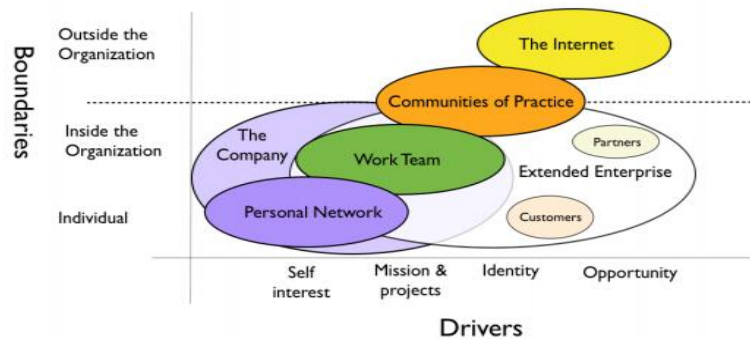 Boundaries
Outside the
Organization
The Internet
Communities of Practice
Inside the
Organization
The
Company
Partners
Work Team
Extended Enterprise
Individual
Personal Network
Customers
Self
interest
Mission &
projects
Identity
Opportunity
Drivers